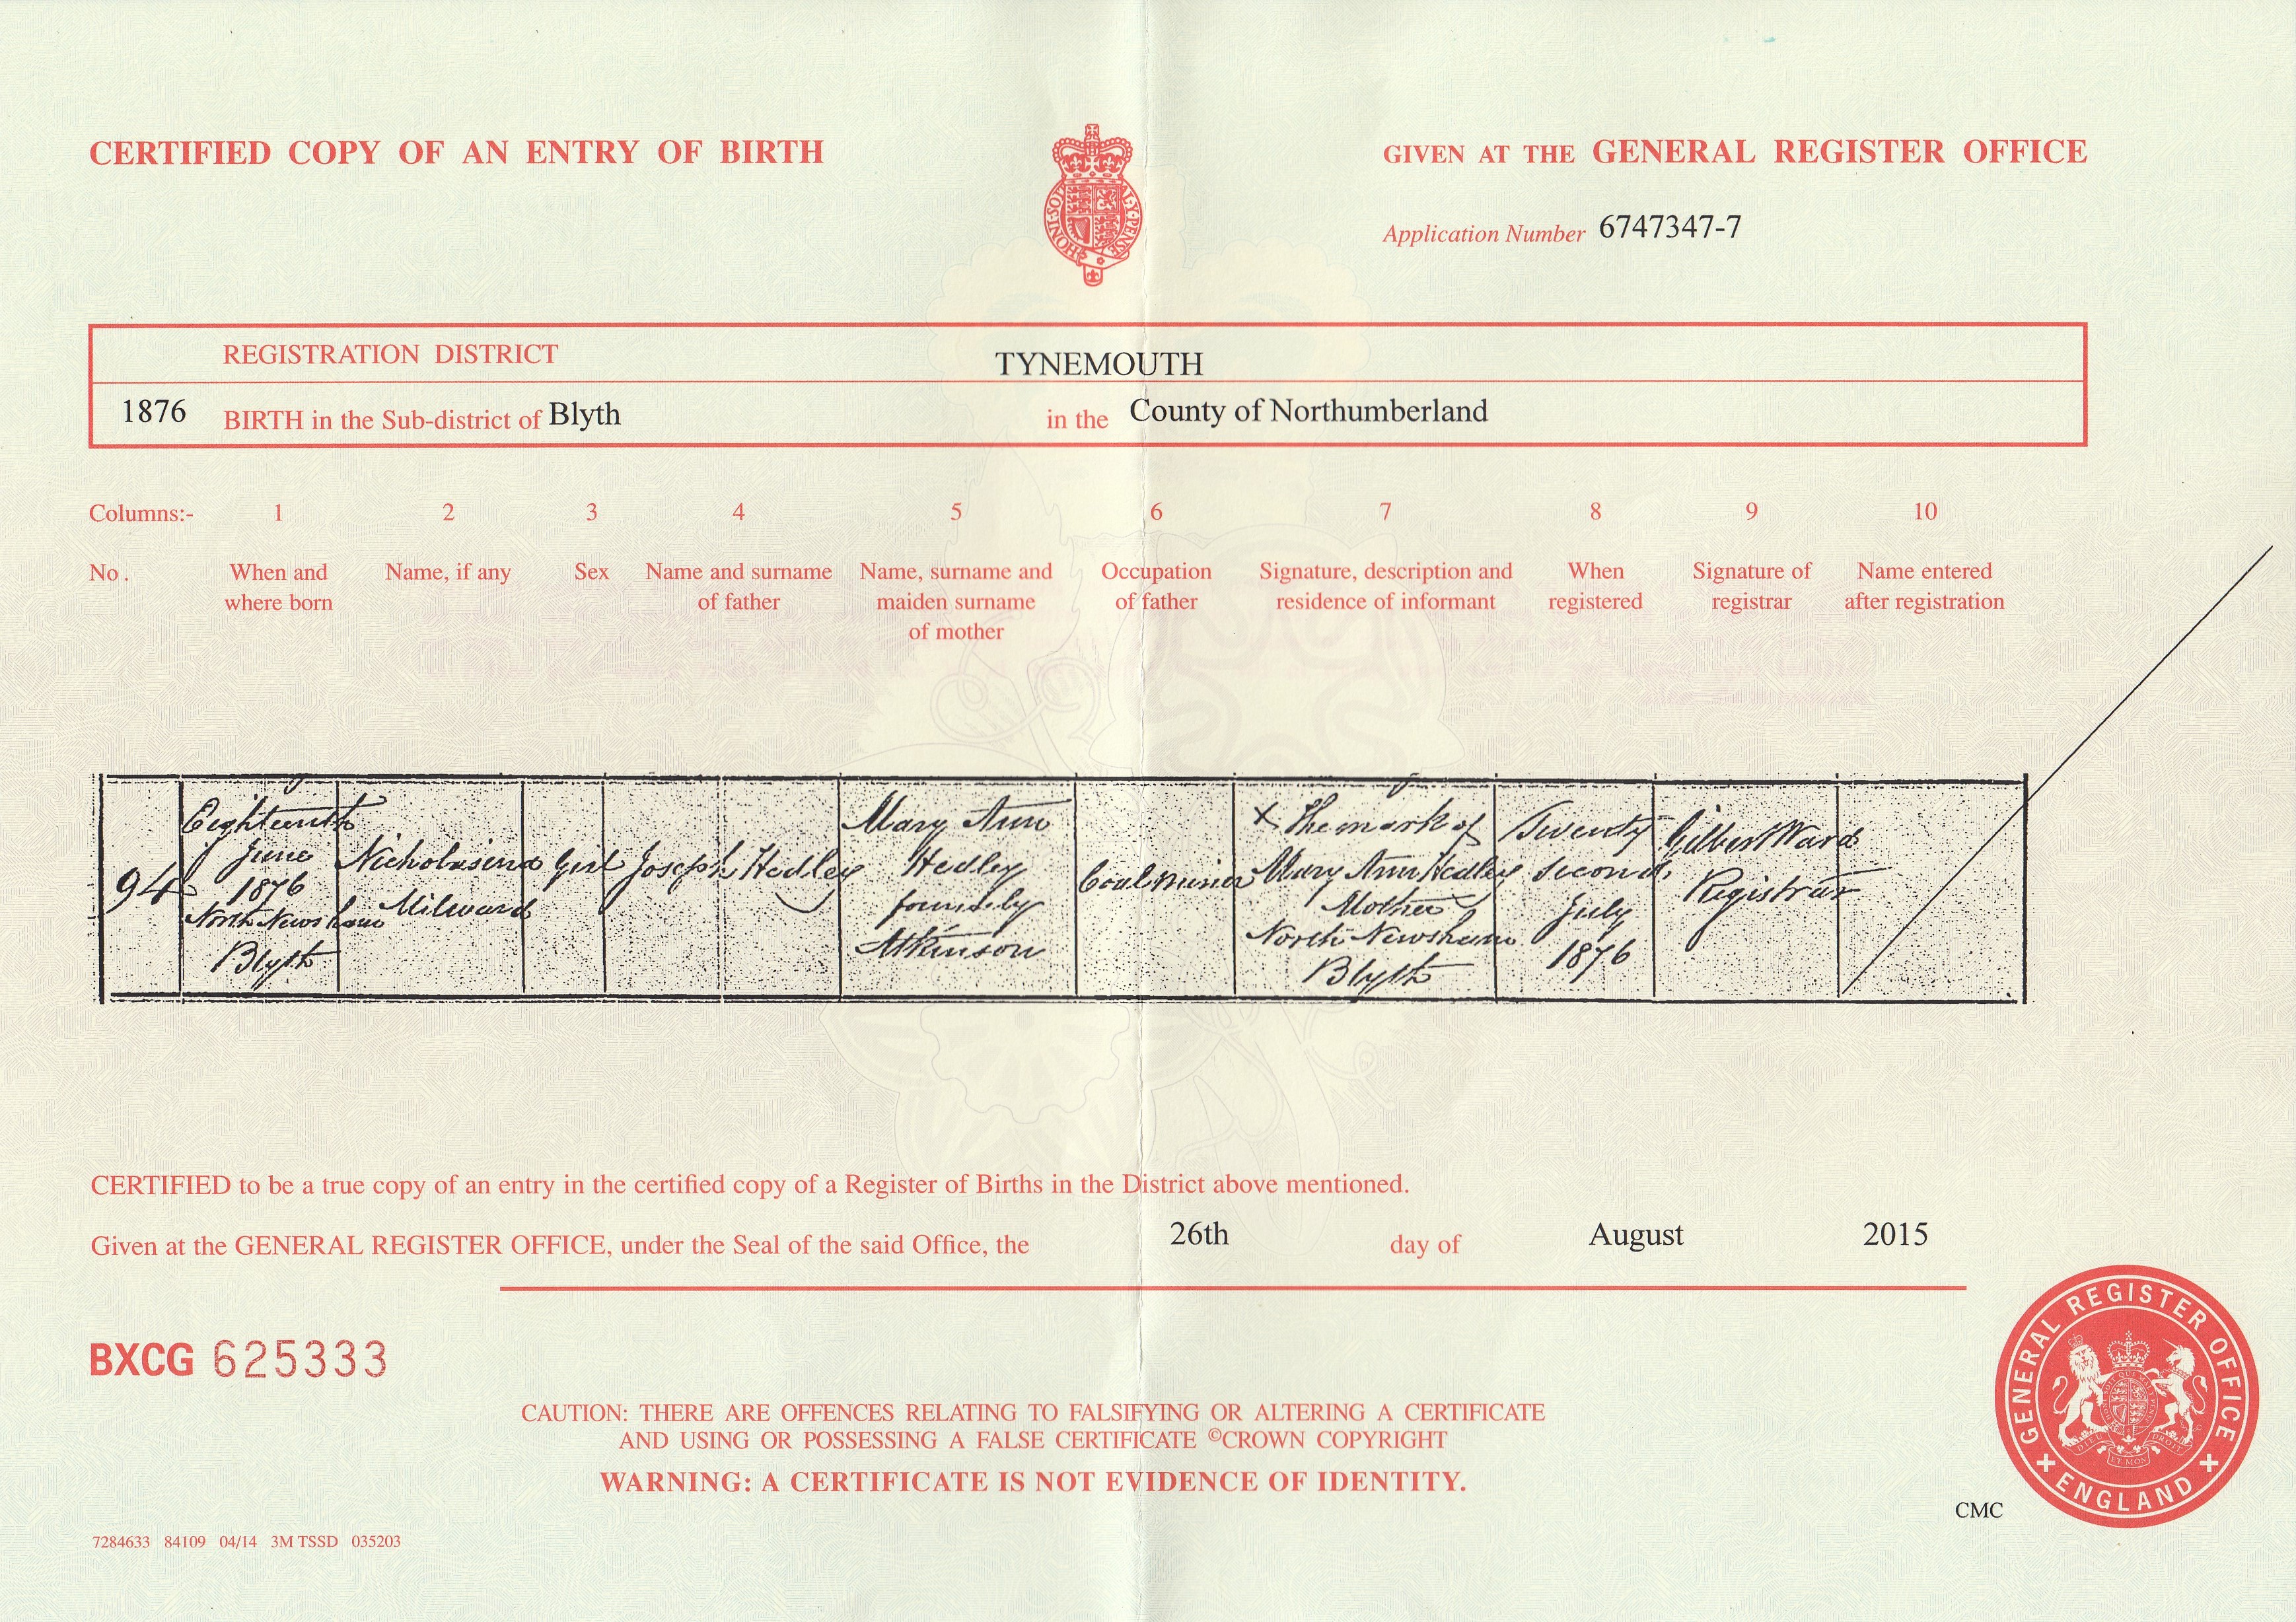 CERTIFIED COPY OF AN ENTRY OF BIRTH
GIVEN AT THE GENERAL REGISTER OFFICE
HONI·SOIT
AL·Y·PENSE
Application Number 6747347-7
REGISTRATION DISTRICT TYNEMOUTH
1876 BIRTH in the Sub-district of Blyth in the County of Northumberland
Columns:- 1 2 3 4 5 6 7 8 9 10
No. When and where born
Name, if any
Sex
Name and surname of father
Name, surname and maiden surname of mother
Occupation of father
Signature, description and residence of informant
When registered
Signature of registrar
Name entered after registration
94
Eighteenth
June
1876
North Newsham
Blyth
Nicholasina
Milward
Girl
Joseph Hedley
Mary Ann
Hedley
formerly
Atkinson
Coal Miner
X The mark of
Mary Ann Hedley
Mother
North Newsham
Blyth
Twenty
second
July
1876
Gilbert Ward
Registrar
CERTIFIED to be a true copy of an entry in the certified copy of a Register of Births in the District above mentioned.
Given at the GENERAL REGISTER OFFICE, under the Seal of the said Office, the 26th day of August 2015
BXCG 625333
CAUTION: THERE ARE OFFENCES RELATING TO FALSIFYING OR ALTERING A CERTIFICATE
AND USING OR POSSESSING A FALSE CERTIFICATE ©CROWN COPYRIGHT
WARNING: A CERTIFICATE IS NOT EVIDENCE OF IDENTITY.
GENERAL REGISTER OFFICE
ENGLAND
DIEU ET MON DROIT
CMC
7284633 84109 04/14 3M TSSD 035203